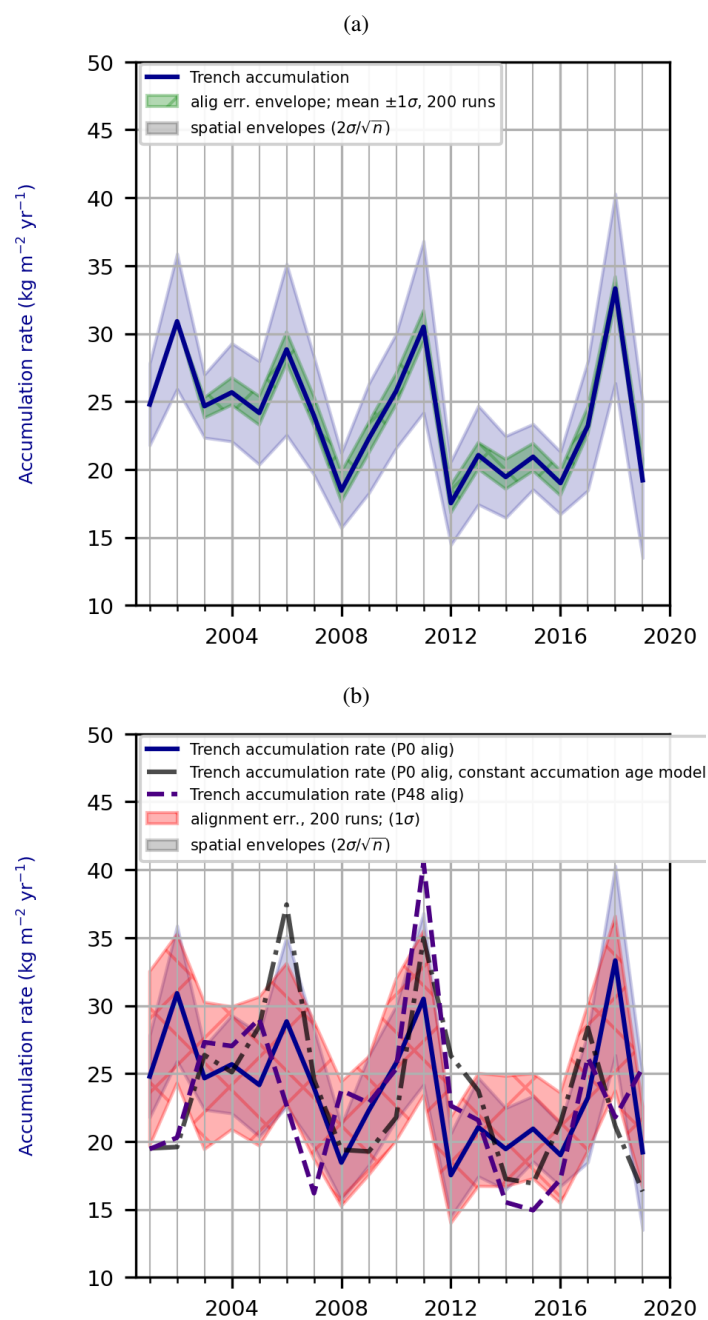 (a)
50
45
40
35
30
25
20
15
10
Accumulation rate (kg m⁻² yr⁻¹)
Trench accumulation
alig err. envelope; mean ±1σ, 200 runs
spatial envelopes (2σ/√n)
2004 2008 2012 2016 2020
(b)
50
45
40
35
30
25
20
15
10
Accumulation rate (kg m⁻² yr⁻¹)
Trench accumulation rate (P0 alig)
Trench accumulation rate (P0 alig, constant accumation age model
Trench accumulation rate (P48 alig)
alignment err., 200 runs; (1σ)
spatial envelopes (2σ/√n)
2004 2008 2012 2016 2020